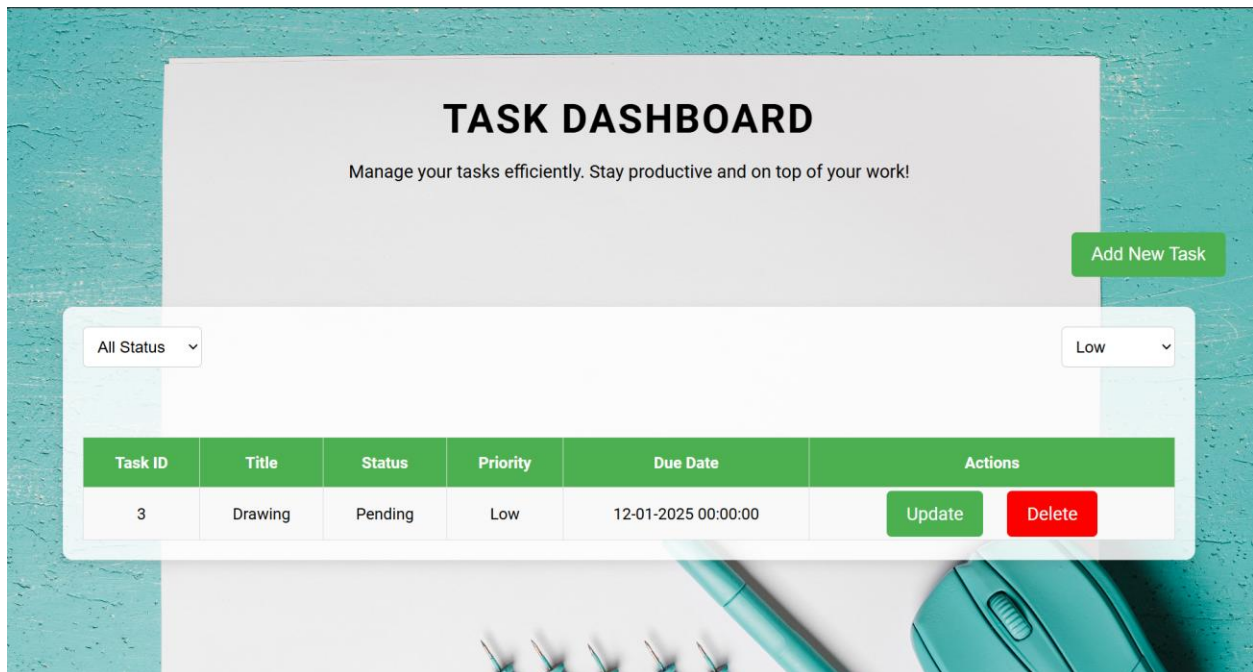 TASK DASHBOARD
Manage your tasks efficiently. Stay productive and on top of your work!
Add New Task
All Status
Low
Task ID Title Status Priority Due Date Actions
3 Drawing Pending Low 12-01-2025 00:00:00 Update Delete